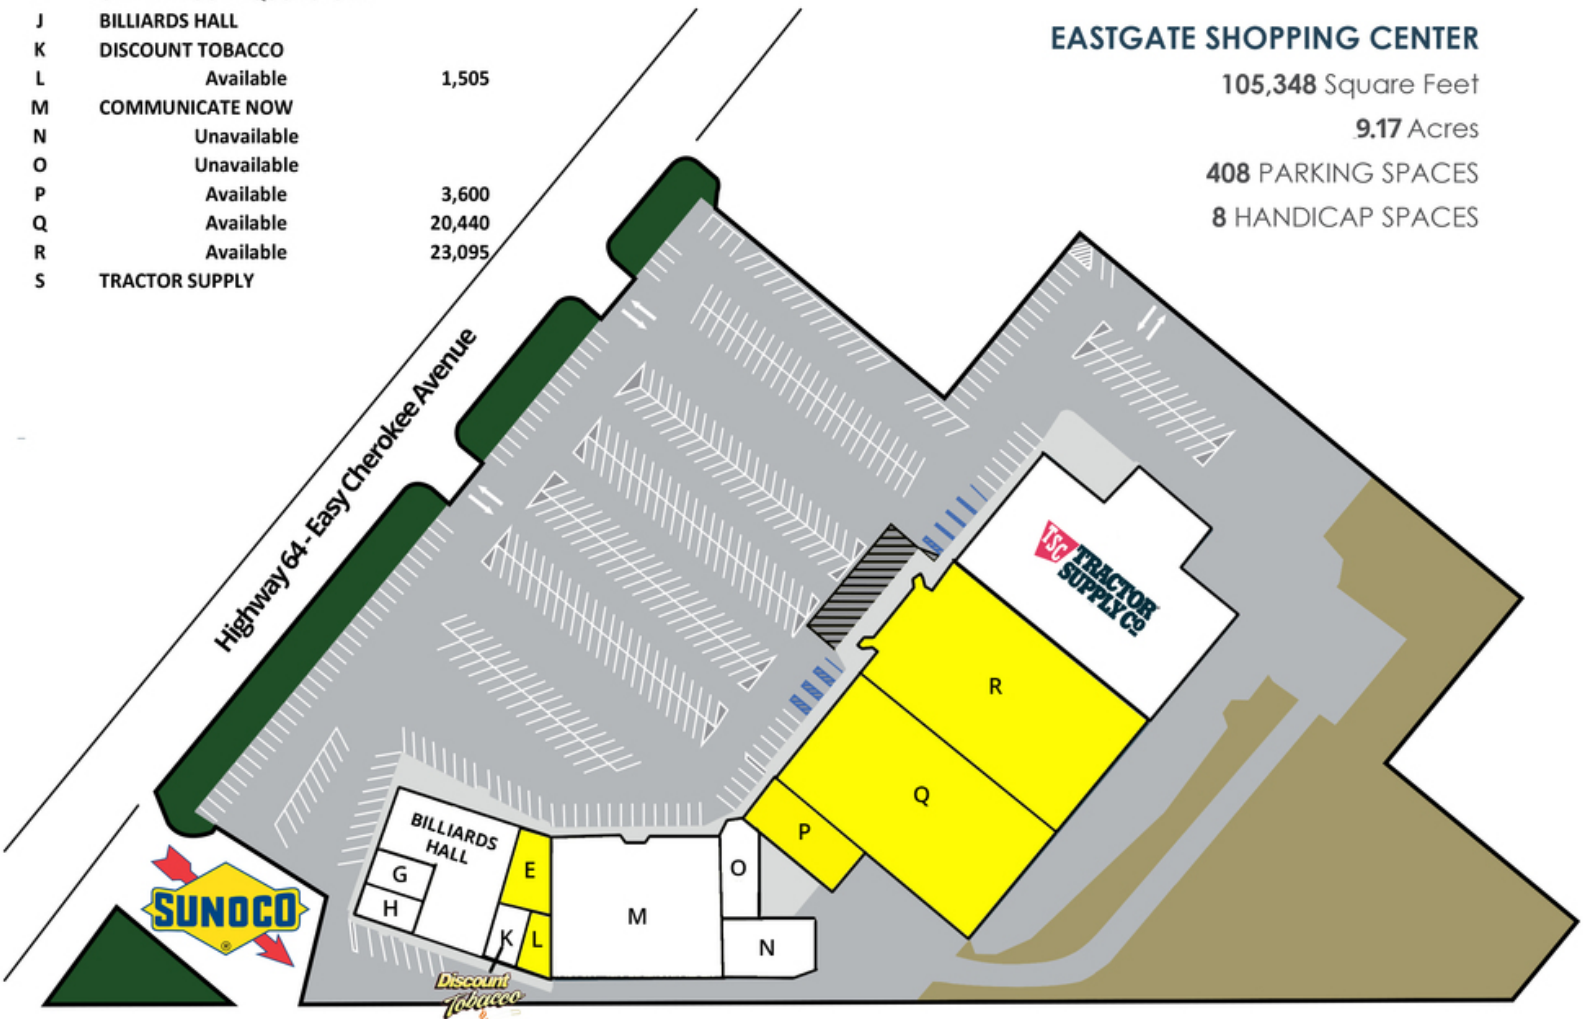 J BILLIARDS HALL
K DISCOUNT TOBACCO
L Available 1,505
M COMMUNICATE NOW
N Unavailable
O Unavailable
P Available 3,600
Q Available 20,440
R Available 23,095
S TRACTOR SUPPLY
EASTGATE SHOPPING CENTER
105,348 Square Feet
9.17 Acres
408 PARKING SPACES
8 HANDICAP SPACES
Highway 64 - Easy Cherokee Avenue
TSC TRACTOR
SUPPLY CO
R
Q
P
BILLIARDS
HALL
G
H
E
K
L
M
O
N
SUNOCO
®
Discount
Tobacco